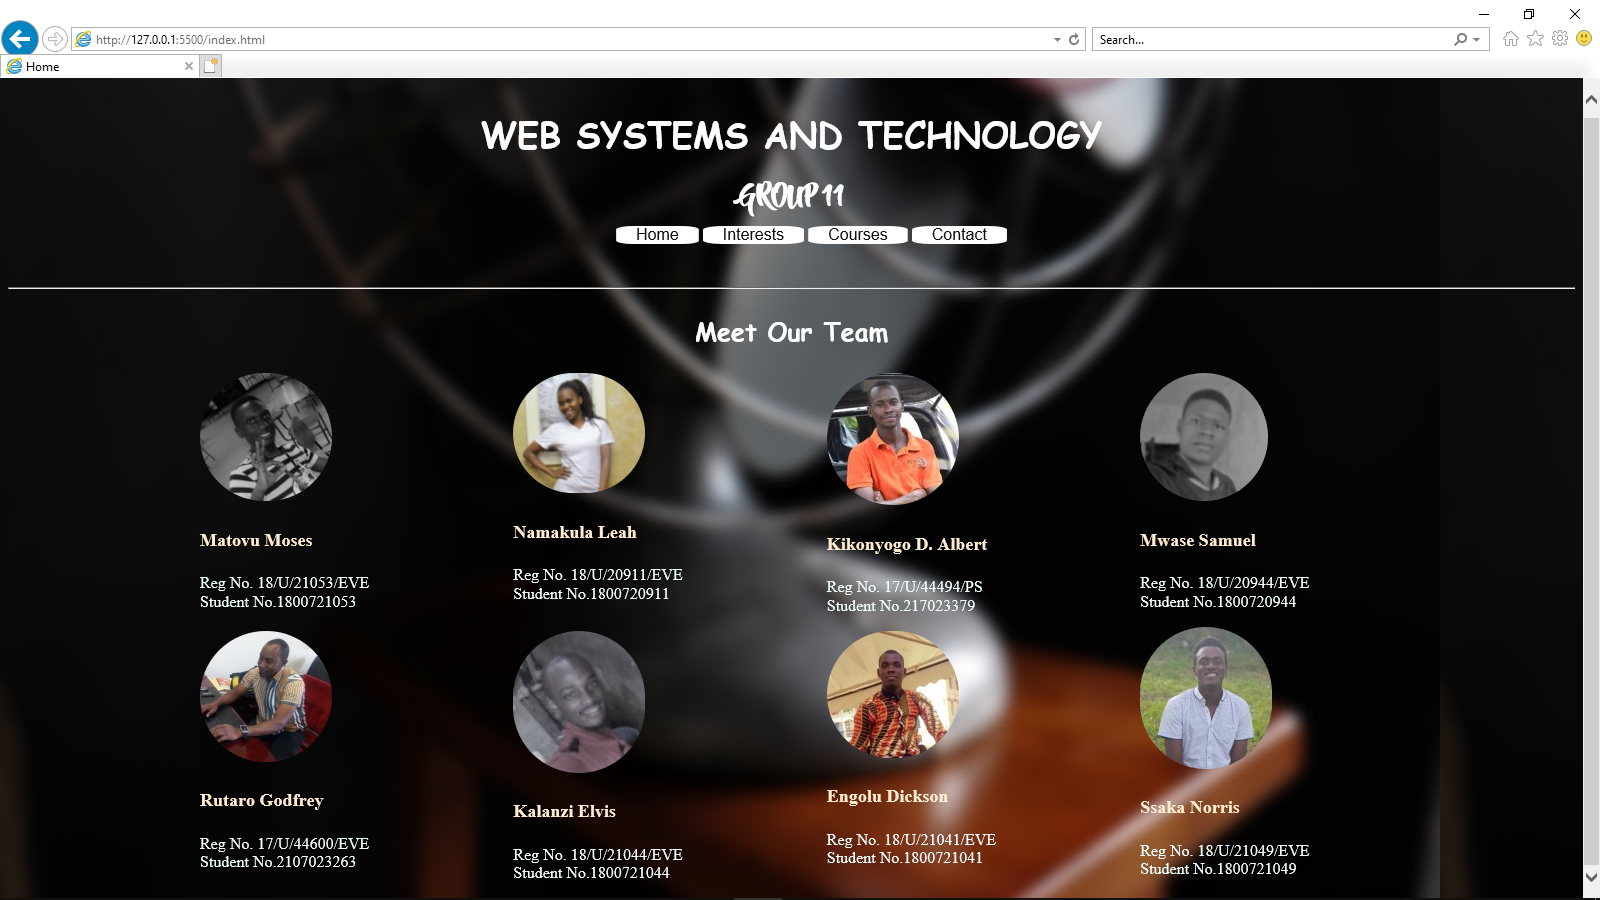 http://127.0.0.1:5500/index.html
Search...
Home
WEB SYSTEMS AND TECHNOLOGY
GROUP 11
Home Interests Courses Contact
Meet Our Team
Matovu Moses
Reg No. 18/U/21053/EVE
Student No.1800721053
Namakula Leah
Reg No. 18/U/20911/EVE
Student No.1800720911
Kikonyogo D. Albert
Reg No. 17/U/44494/PS
Student No.217023379
Mwase Samuel
Reg No. 18/U/20944/EVE
Student No.1800720944
Rutaro Godfrey
Reg No. 17/U/44600/EVE
Student No.2107023263
Kalanzi Elvis
Reg No. 18/U/21044/EVE
Student No.1800721044
Engolu Dickson
Reg No. 18/U/21041/EVE
Student No.1800721041
Ssaka Norris
Reg No. 18/U/21049/EVE
Student No.1800721049